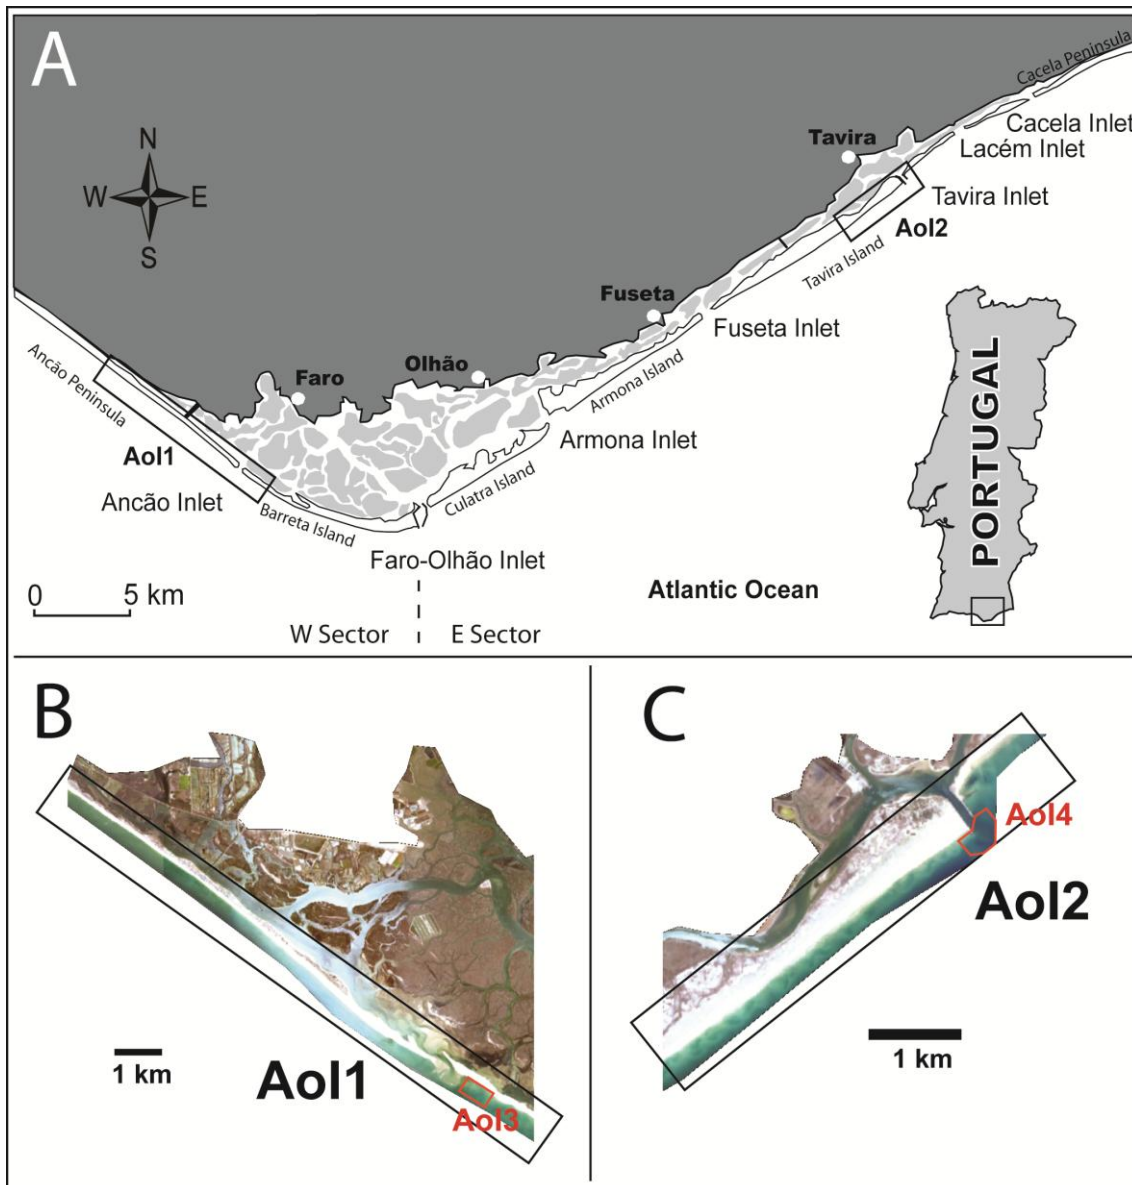 A
N
W E
S
Cacela Peninsula
Cacela Inlet
Lacém Inlet
Tavira
Tavira Inlet
AoI2
Tavira Island
Fuseta
Fuseta Inlet
Armona Island
Olhão
Faro
Armona Inlet
Ancão Peninsula
AoI1
Ancão Inlet
Barreta Island
Culatra Island
Faro-Olhão Inlet
Atlantic Ocean
0 5 km
W Sector E Sector
PORTUGAL
B
1 km
AoI1
AoI3
C
AoI4
AoI2
1 km